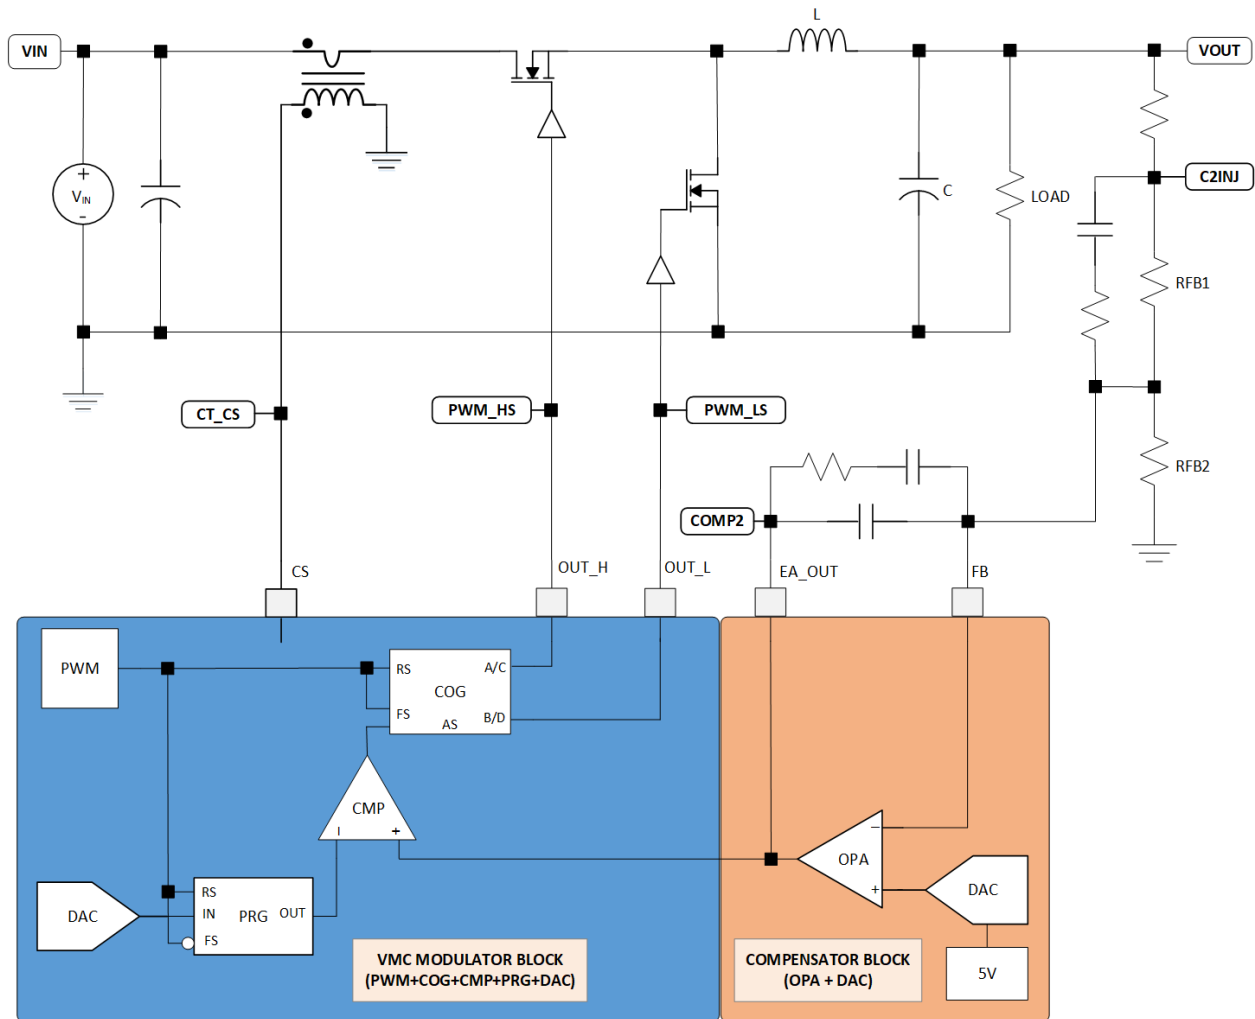 L
VIN
VOUT
+
VIN
-
C
LOAD
C2INJ
RFB1
CT_CS
PWM_HS
PWM_LS
RFB2
COMP2
CS
OUT_H
OUT_L
EA_OUT
FB
PWM
RS
A/C
COG
FS
AS
B/D
CMP
–
+
–
OPA
+
DAC
DAC
RS
IN
PRG
OUT
FS
VMC MODULATOR BLOCK
(PWM+COG+CMP+PRG+DAC)
COMPENSATOR BLOCK
(OPA + DAC)
5V